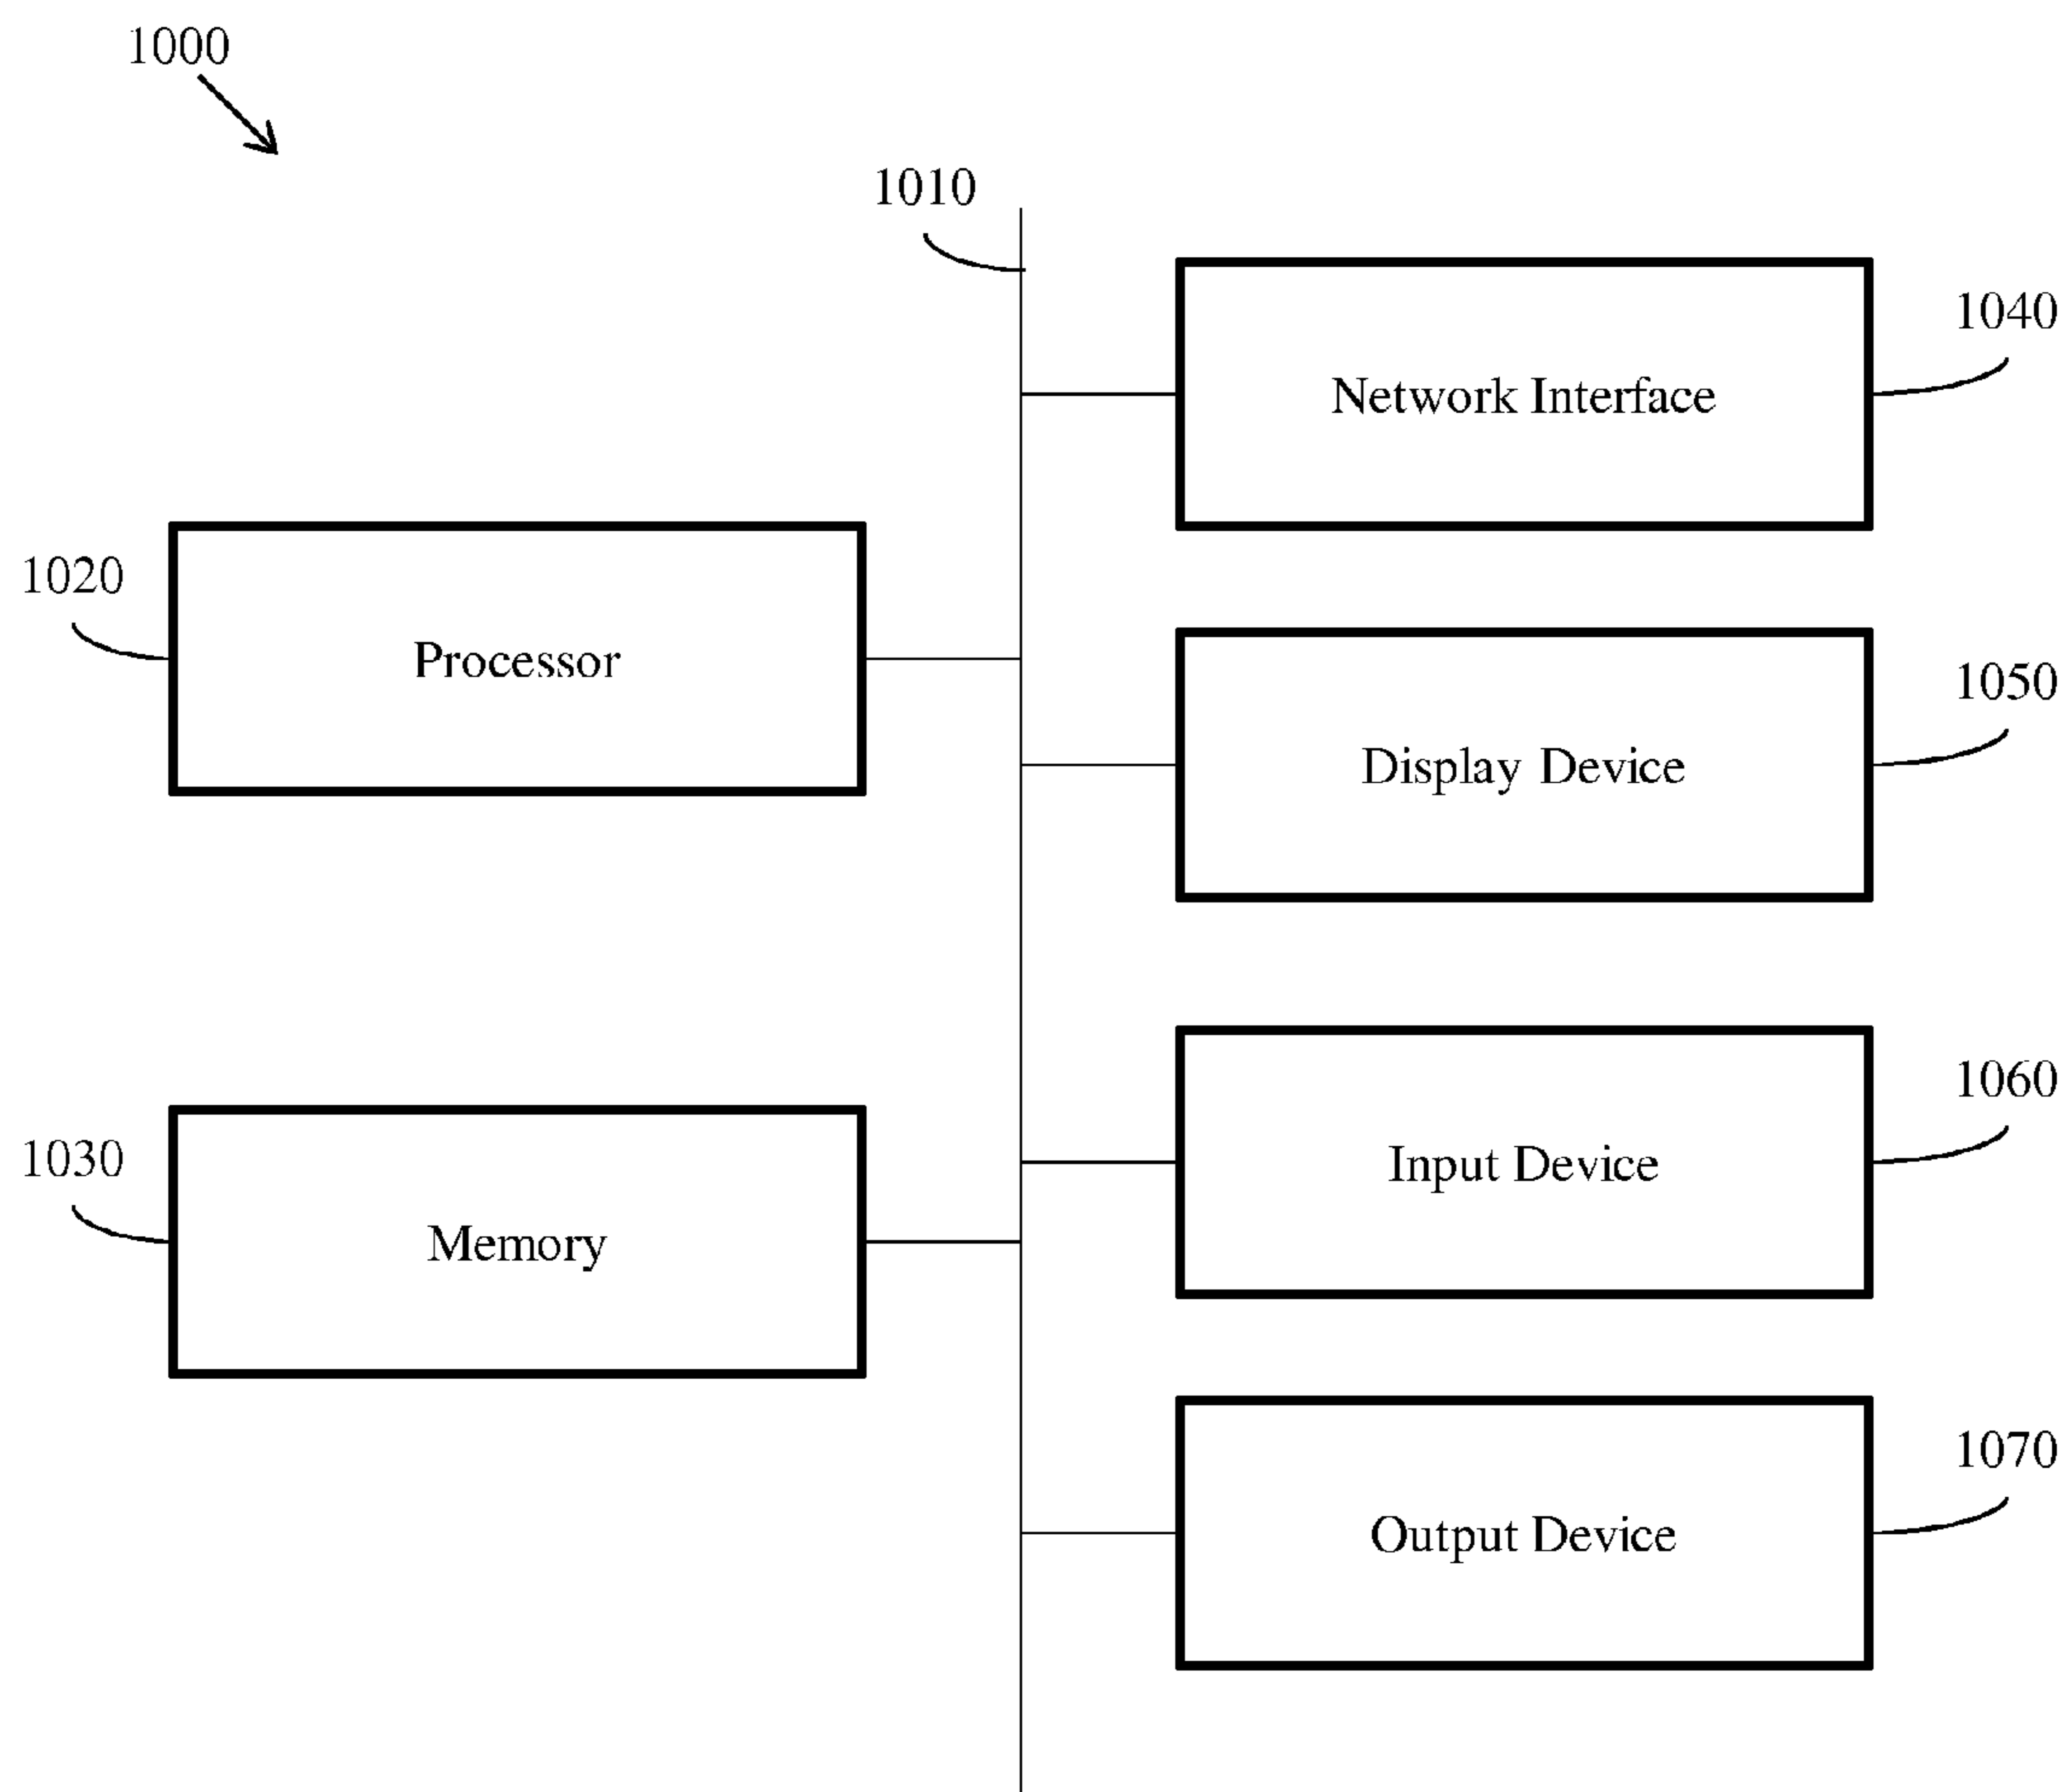 1000
1010
1040
Network Interface
1020
Processor
1050
Display Device
1060
Input Device
1030
Memory
1070
Output Device